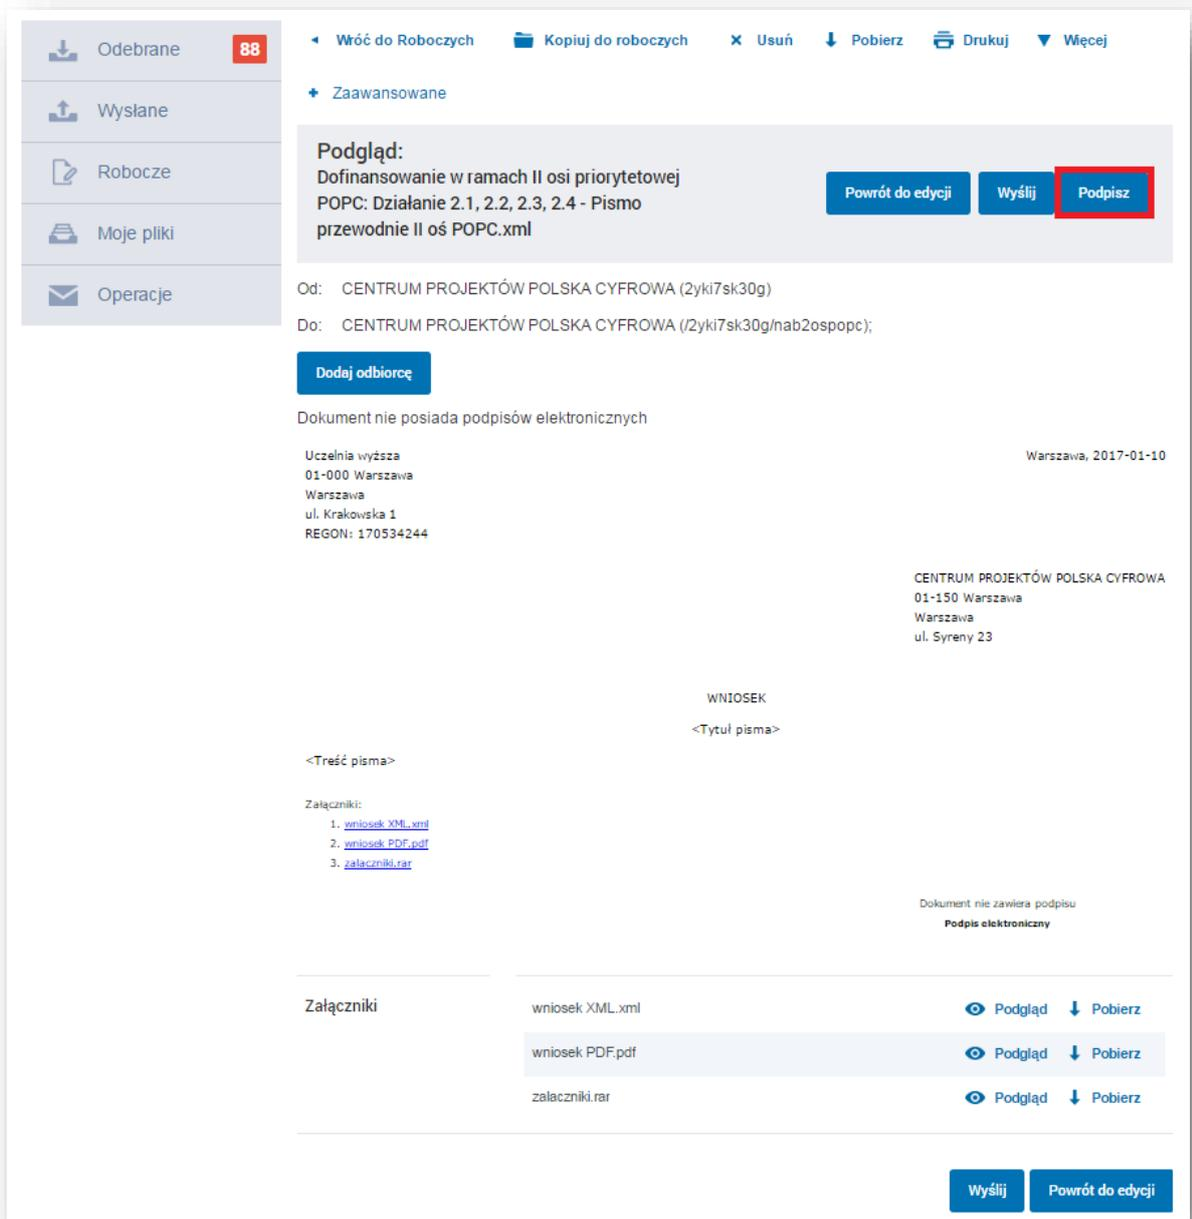 Odebrane 88
Wysłane
Robocze
Moje pliki
Operacje
Wróć do Roboczych Kopiuj do roboczych Usuń Pobierz Drukuj Więcej
Zaawansowane
Podgląd:
Dofinansowanie w ramach II osi priorytetowej
POPC: Działanie 2.1, 2.2, 2.3, 2.4 - Pismo
przewodnie II oś POPC.xml
Powrót do edycji Wyślij Podpisz
Od: CENTRUM PROJEKTÓW POLSKA CYFROWA (2yki7sk30g)
Do: CENTRUM PROJEKTÓW POLSKA CYFROWA (/2yki7sk30g/nab2ospopc);
Dodaj odbiorcę
Dokument nie posiada podpisów elektronicznych
Uczelnia wyższa
01-000 Warszawa
Warszawa
ul. Krakowska 1
REGON: 170534244
Warszawa, 2017-01-10
CENTRUM PROJEKTÓW POLSKA CYFROWA
01-150 Warszawa
Warszawa
ul. Syreny 23
WNIOSEK
<Tytuł pisma>
<Treść pisma>
Załączniki:
1. wniosek XML.xml
2. wniosek PDF.pdf
3. zalaczniki.rar
Dokument nie zawiera podpisu
Podpis elektroniczny
Załączniki
wniosek XML.xml Podgląd Pobierz
wniosek PDF.pdf Podgląd Pobierz
zalaczniki.rar Podgląd Pobierz
Wyślij Powrót do edycji